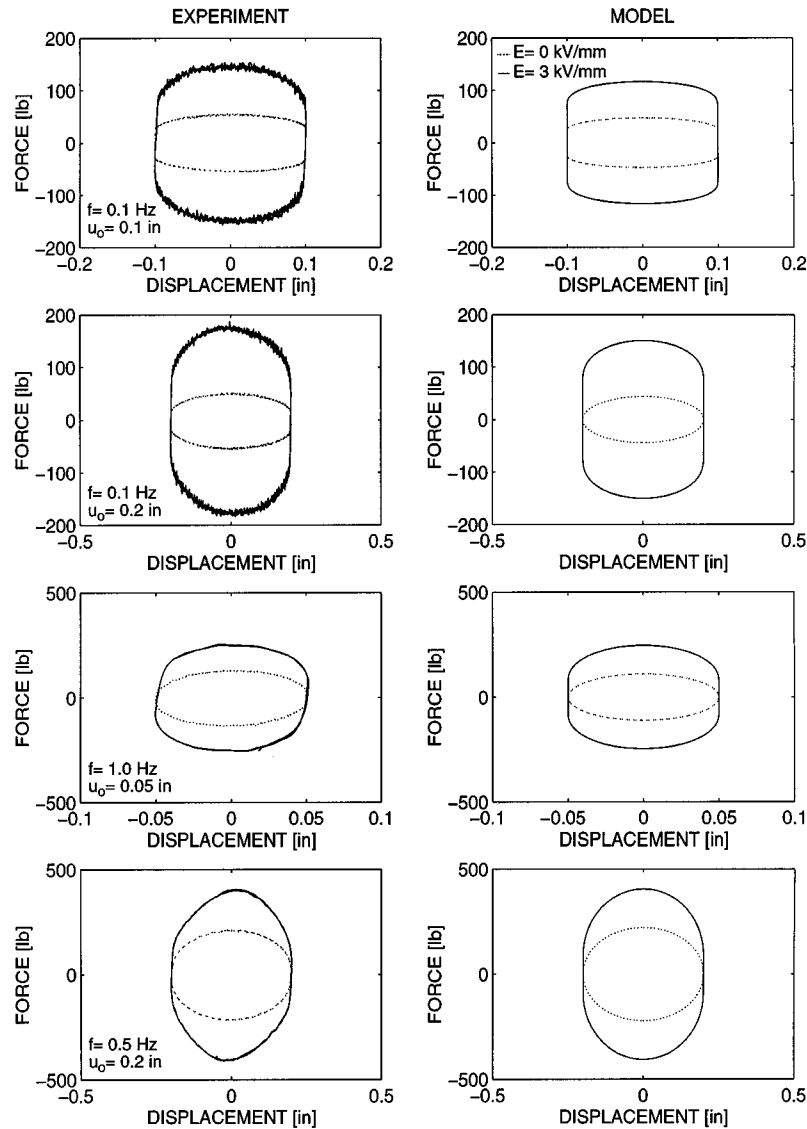 EXPERIMENT
MODEL
200
100
0
−100
−200
FORCE [lb]
f= 0.1 Hz
uo= 0.1 in
−0.2
−0.1
0
0.1
0.2
DISPLACEMENT [in]
200
100
0
−100
−200
FORCE [lb]
E= 0 kV/mm
E= 3 kV/mm
−0.2
−0.1
0
0.1
0.2
DISPLACEMENT [in]
200
100
0
−100
−200
FORCE [lb]
f= 0.1 Hz
uo= 0.2 in
−0.5
0
0.5
DISPLACEMENT [in]
200
100
0
−100
−200
FORCE [lb]
−0.5
0
0.5
DISPLACEMENT [in]
500
0
−500
FORCE [lb]
f= 1.0 Hz
uo= 0.05 in
−0.1
−0.05
0
0.05
0.1
DISPLACEMENT [in]
500
0
−500
FORCE [lb]
−0.1
−0.05
0
0.05
0.1
DISPLACEMENT [in]
500
0
−500
FORCE [lb]
f= 0.5 Hz
uo= 0.2 in
−0.5
0
0.5
DISPLACEMENT [in]
500
0
−500
FORCE [lb]
−0.5
0
0.5
DISPLACEMENT [in]